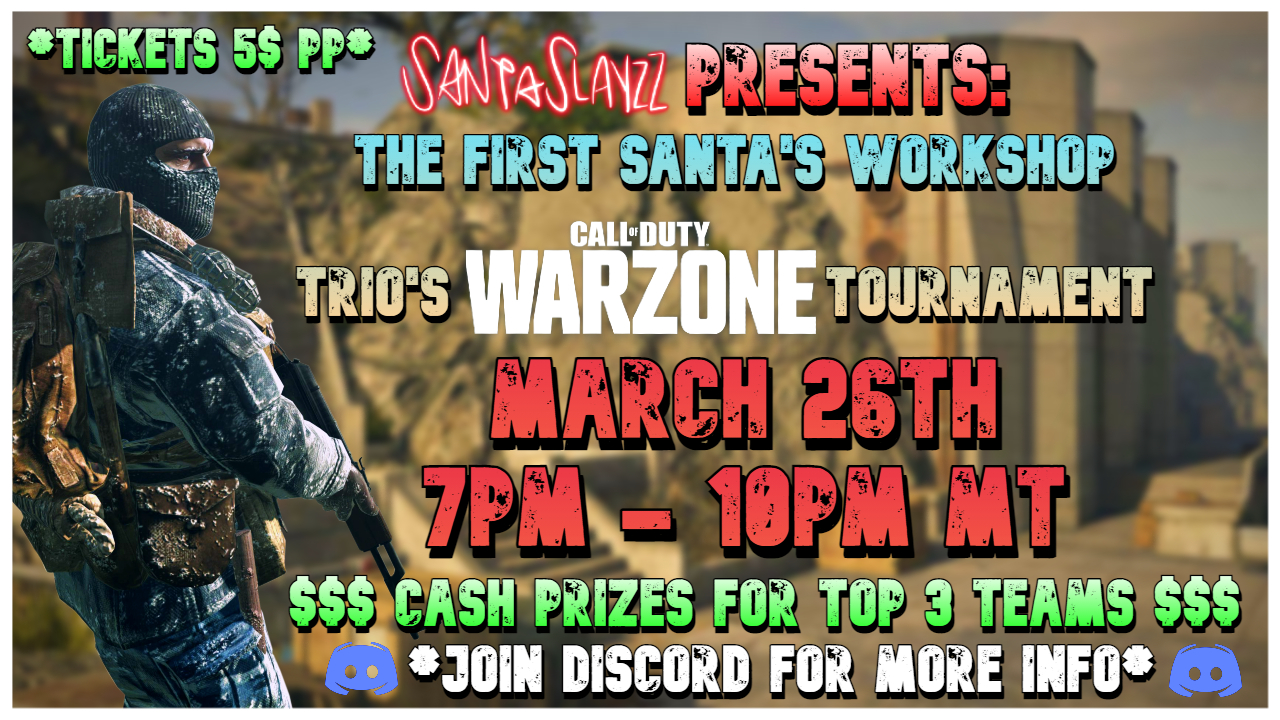 *TICKETS 5$ PP*
SANTASLAYZZ PRESENTS:
THE FIRST SANTA'S WORKSHOP
TRIO'S CALL OF DUTY WARZONE TOURNAMENT
MARCH 26TH
7PM - 10PM MT
$$$ CASH PRIZES FOR TOP 3 TEAMS $$$
*JOIN DISCORD FOR MORE INFO*